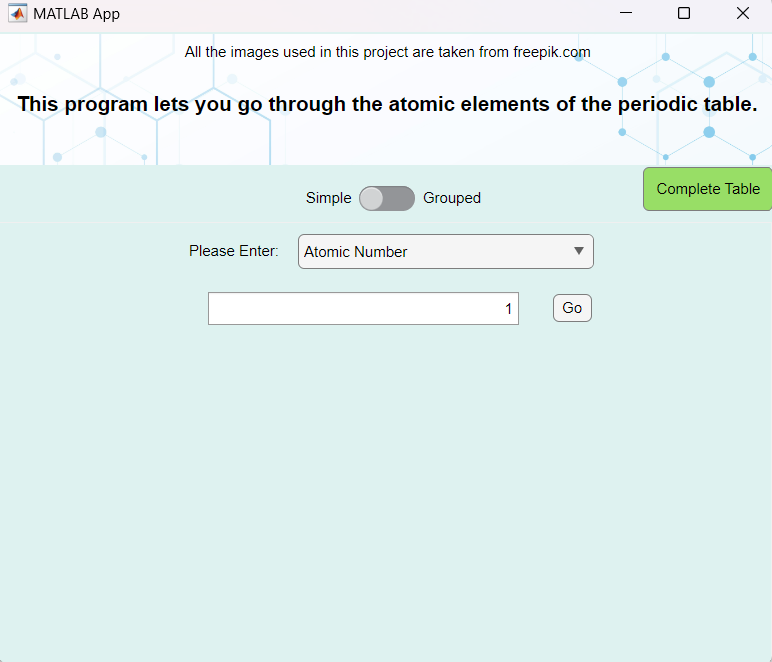 MATLAB App
All the images used in this project are taken from freepik.com
This program lets you go through the atomic elements of the periodic table.
Simple Grouped
Complete Table
Please Enter: Atomic Number
1 Go